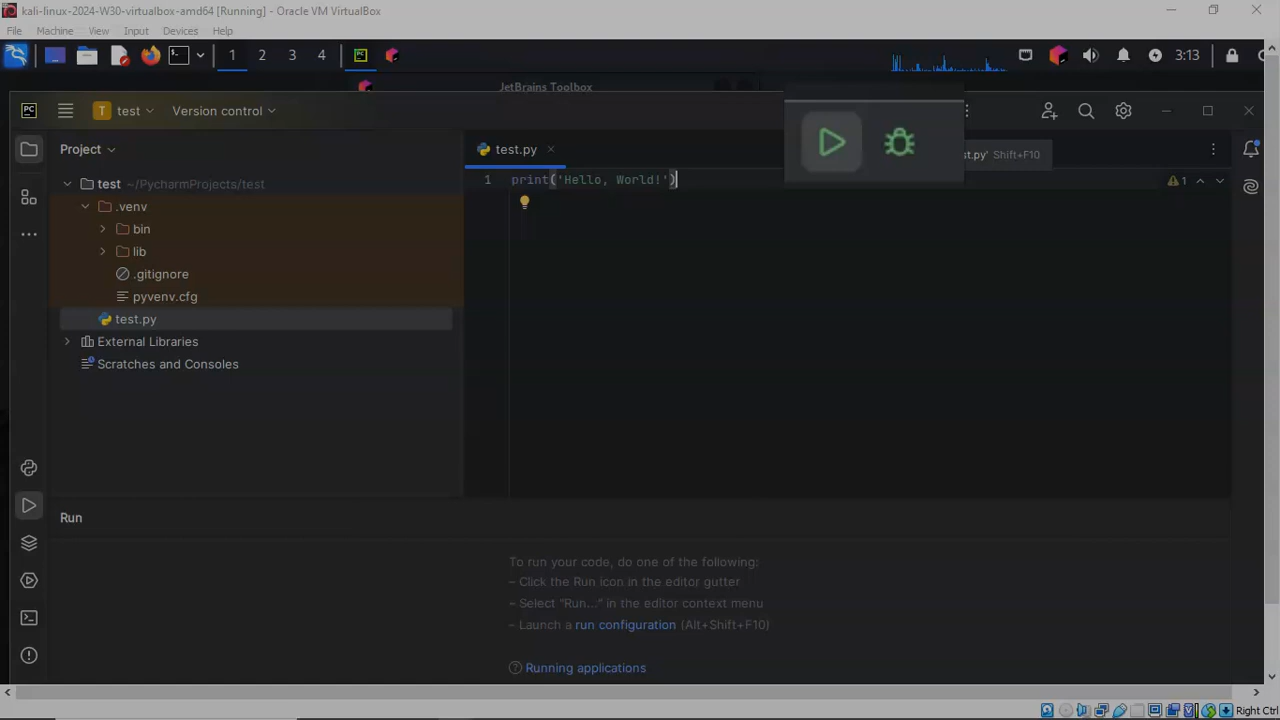 kali-linux-2024-W30-virtualbox-amd64 [Running] - Oracle VM VirtualBox
File Machine View Input Devices Help
1 2 3 4 3:13
JetBrains Toolbox
PC T test Version control
Project
test.py
st.py' Shift+F10
1 print('Hello, World!') 1
test ~/PycharmProjects/test
.venv
bin
lib
.gitignore
pyvenv.cfg
test.py
External Libraries
Scratches and Consoles
Run
To run your code, do one of the following:
– Click the Run icon in the editor gutter
– Select "Run..." in the editor context menu
– Launch a run configuration (Alt+Shift+F10)
? Running applications
Right Ctrl